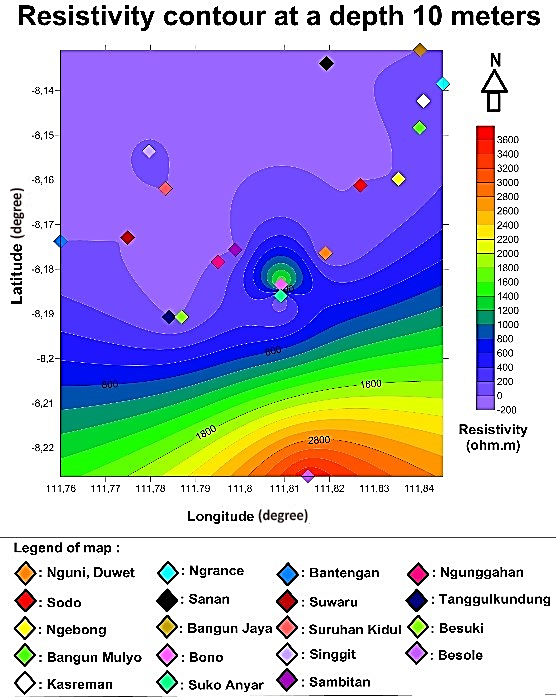 Resistivity contour at a depth 10 meters
N
-8,14
-8,15
-8,16
-8,17
-8,18
-8,19
-8,2
-8,21
-8,22
Latitude (degree)
800
800
1800
1800
2800
111,76 111,77 111,78 111,79 111,8 111,81 111,82 111,83 111,84
Longitude (degree)
3600
3400
3200
3000
2800
2600
2400
2200
2000
1800
1600
1400
1200
1000
800
600
400
200
0
-200
Resistivity
(ohm.m)
Legend of map :
: Nguni, Duwet : Ngrance : Bantengan : Ngunggahan
: Sodo : Sanan : Suwaru : Tanggulkundung
: Ngebong : Bangun Jaya : Suruhan Kidul : Besuki
: Bangun Mulyo : Bono : Singgit : Besole
: Kasreman : Suko Anyar : Sambitan